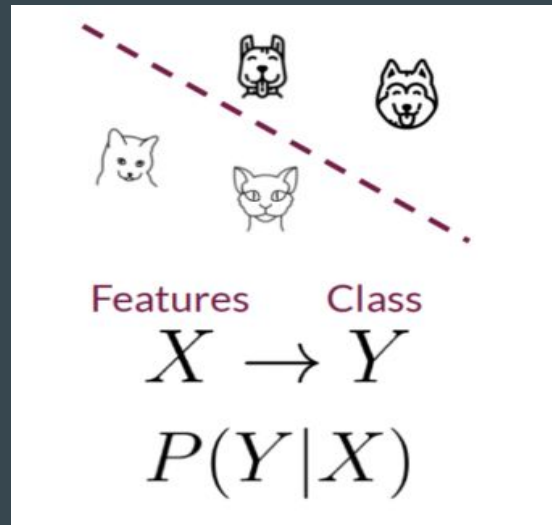 Features Class
X → Y
P(Y|X)